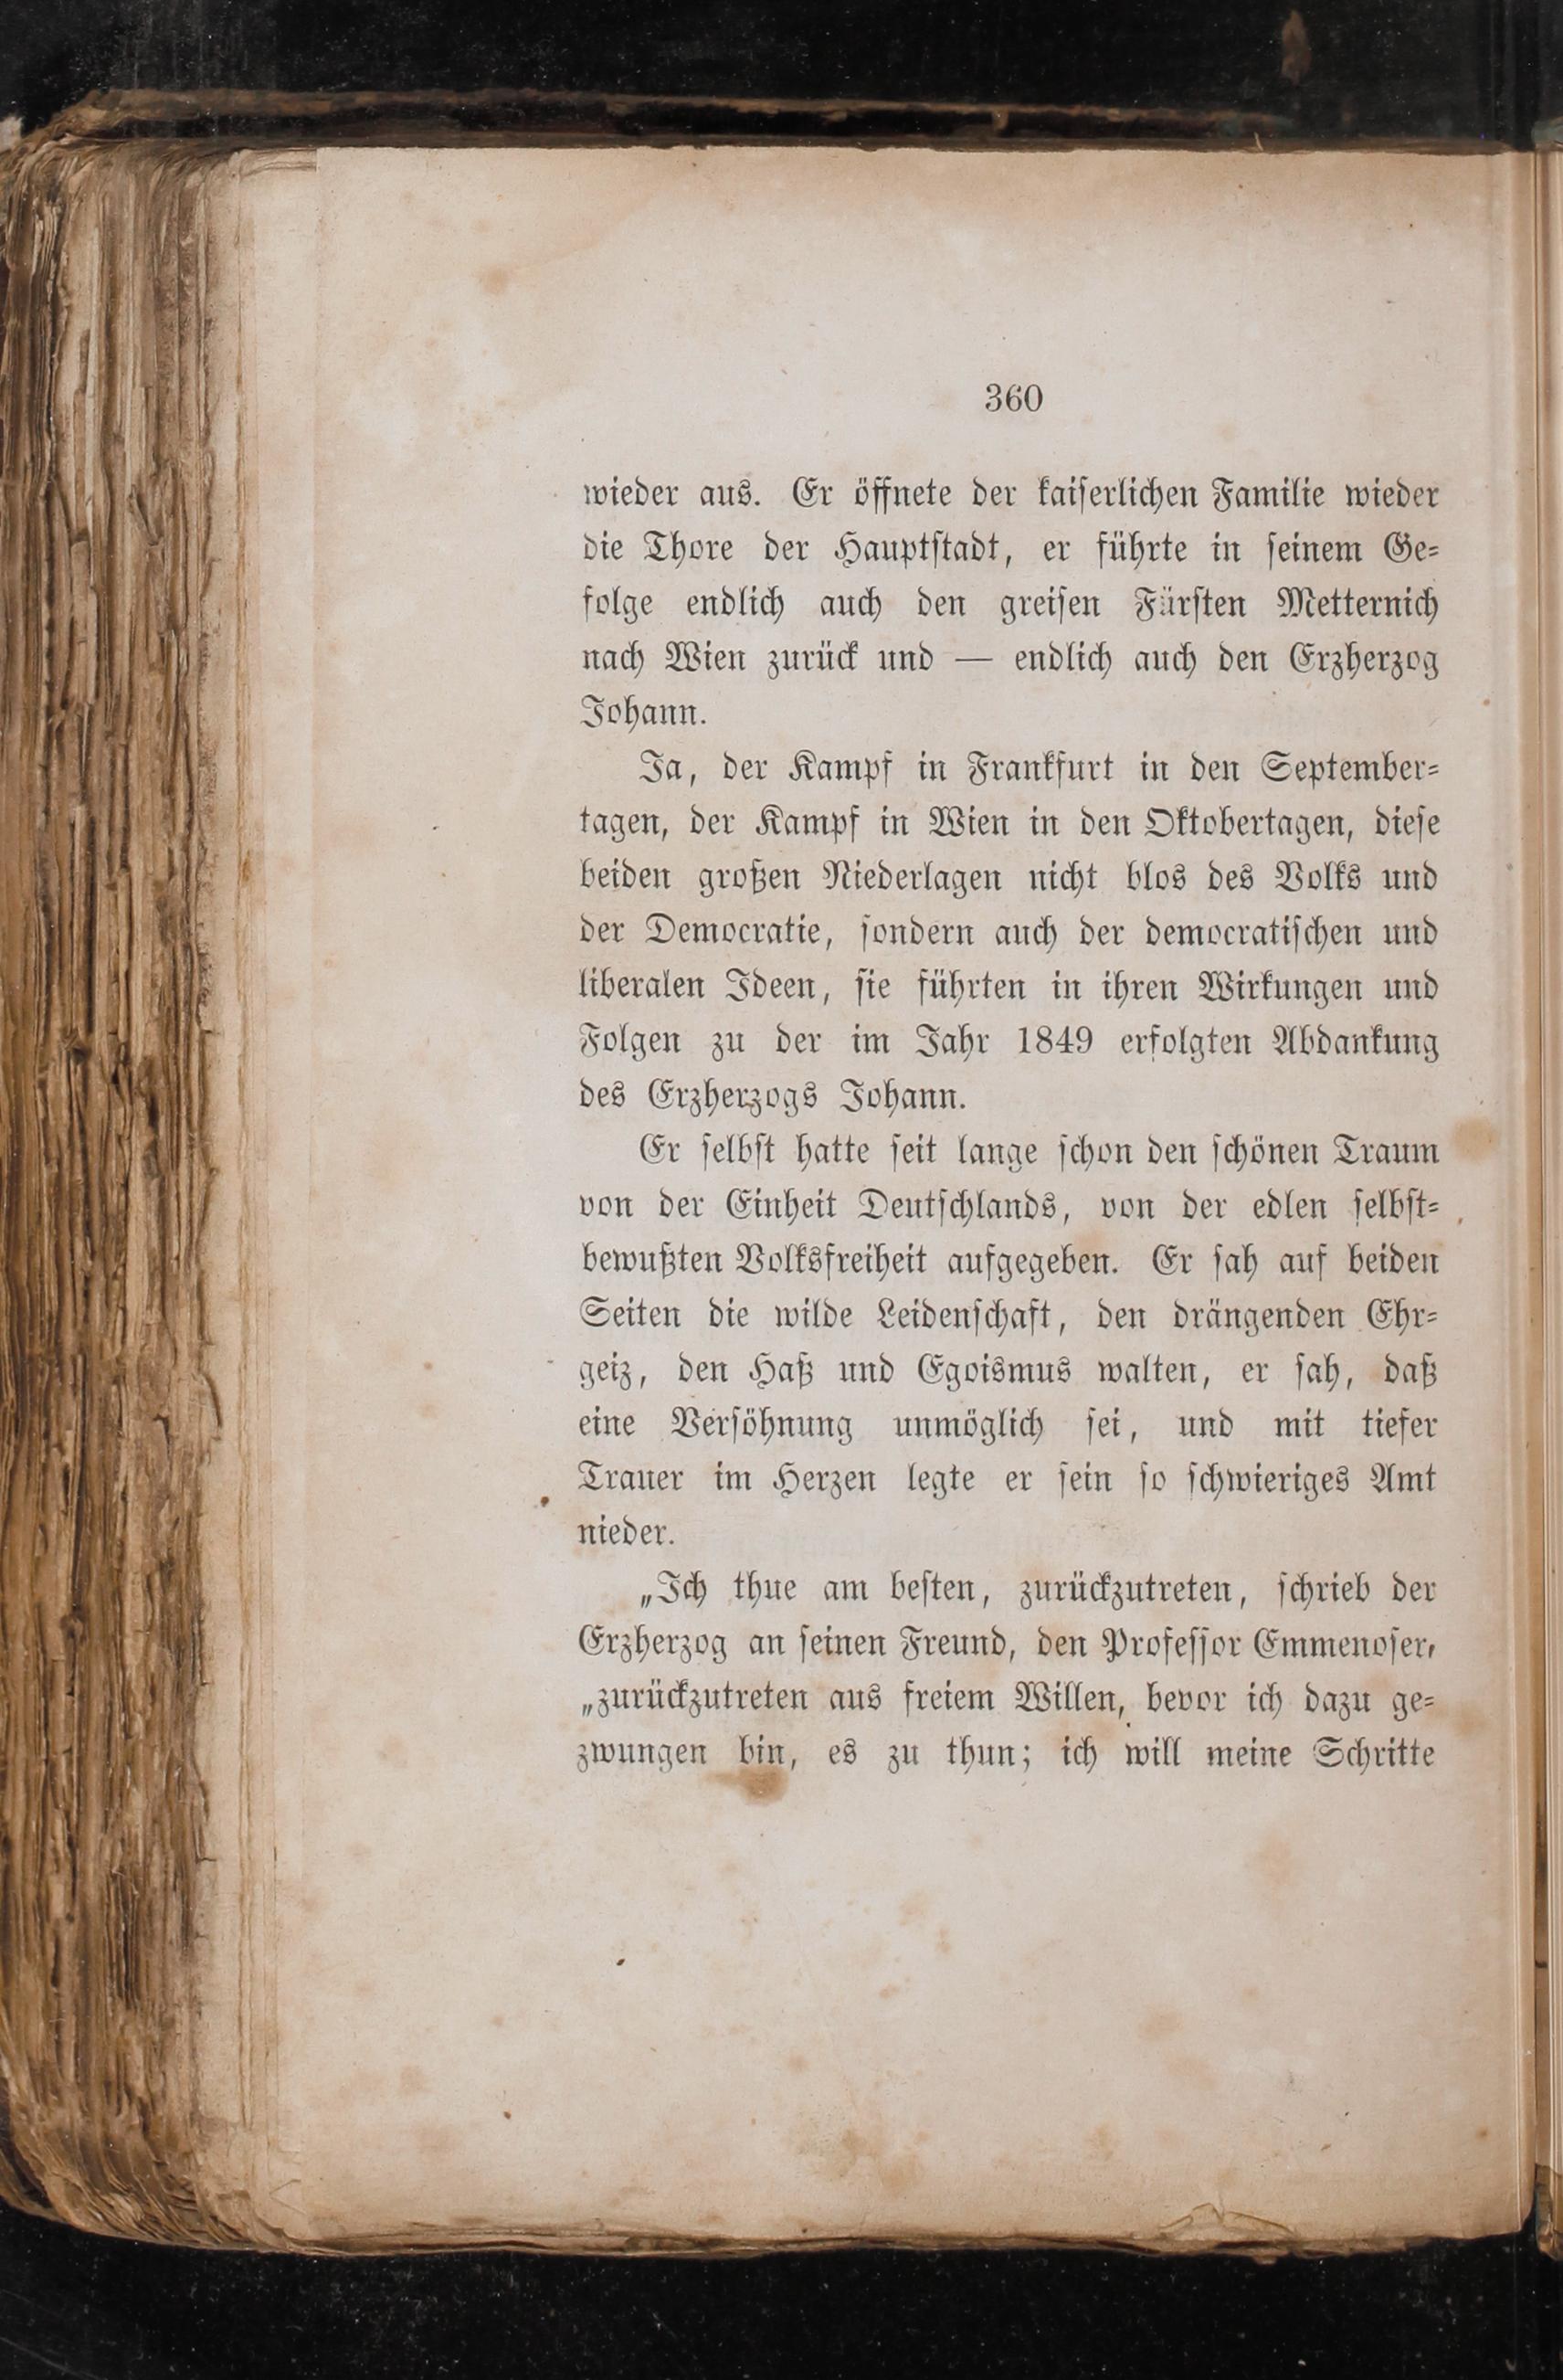 360
wieder aus. Er öffnete der kaiserlichen Familie wieder
die Thore der Hauptstadt, er führte in seinem Ge-
folge endlich auch den greisen Fürsten Metternich
nach Wien zurück und — endlich auch den Erzherzog
Johann.
Ja, der Kampf in Frankfurt in den September-
tagen, der Kampf in Wien in den Oktobertagen, diese
beiden großen Niederlagen nicht blos des Volks und
der Democratie, sondern auch der democratischen und
liberalen Ideen, sie führten in ihren Wirkungen und
Folgen zu der im Jahr 1849 erfolgten Abdankung
des Erzherzogs Johann.
Er selbst hatte seit lange schon den schönen Traum
von der Einheit Deutschlands, von der edlen selbst-
bewußten Volksfreiheit aufgegeben. Er sah auf beiden
Seiten die wilde Leidenschaft, den drängenden Ehr-
geiz, den Haß und Egoismus walten, er sah, daß
eine Versöhnung unmöglich sei, und mit tiefer
Trauer im Herzen legte er sein so schwieriges Amt
nieder.
„Ich thue am besten, zurückzutreten, schrieb der
Erzherzog an seinen Freund, den Professor Emmenoser,
„zurückzutreten aus freiem Willen, bevor ich dazu ge-
zwungen bin, es zu thun; ich will meine Schritte